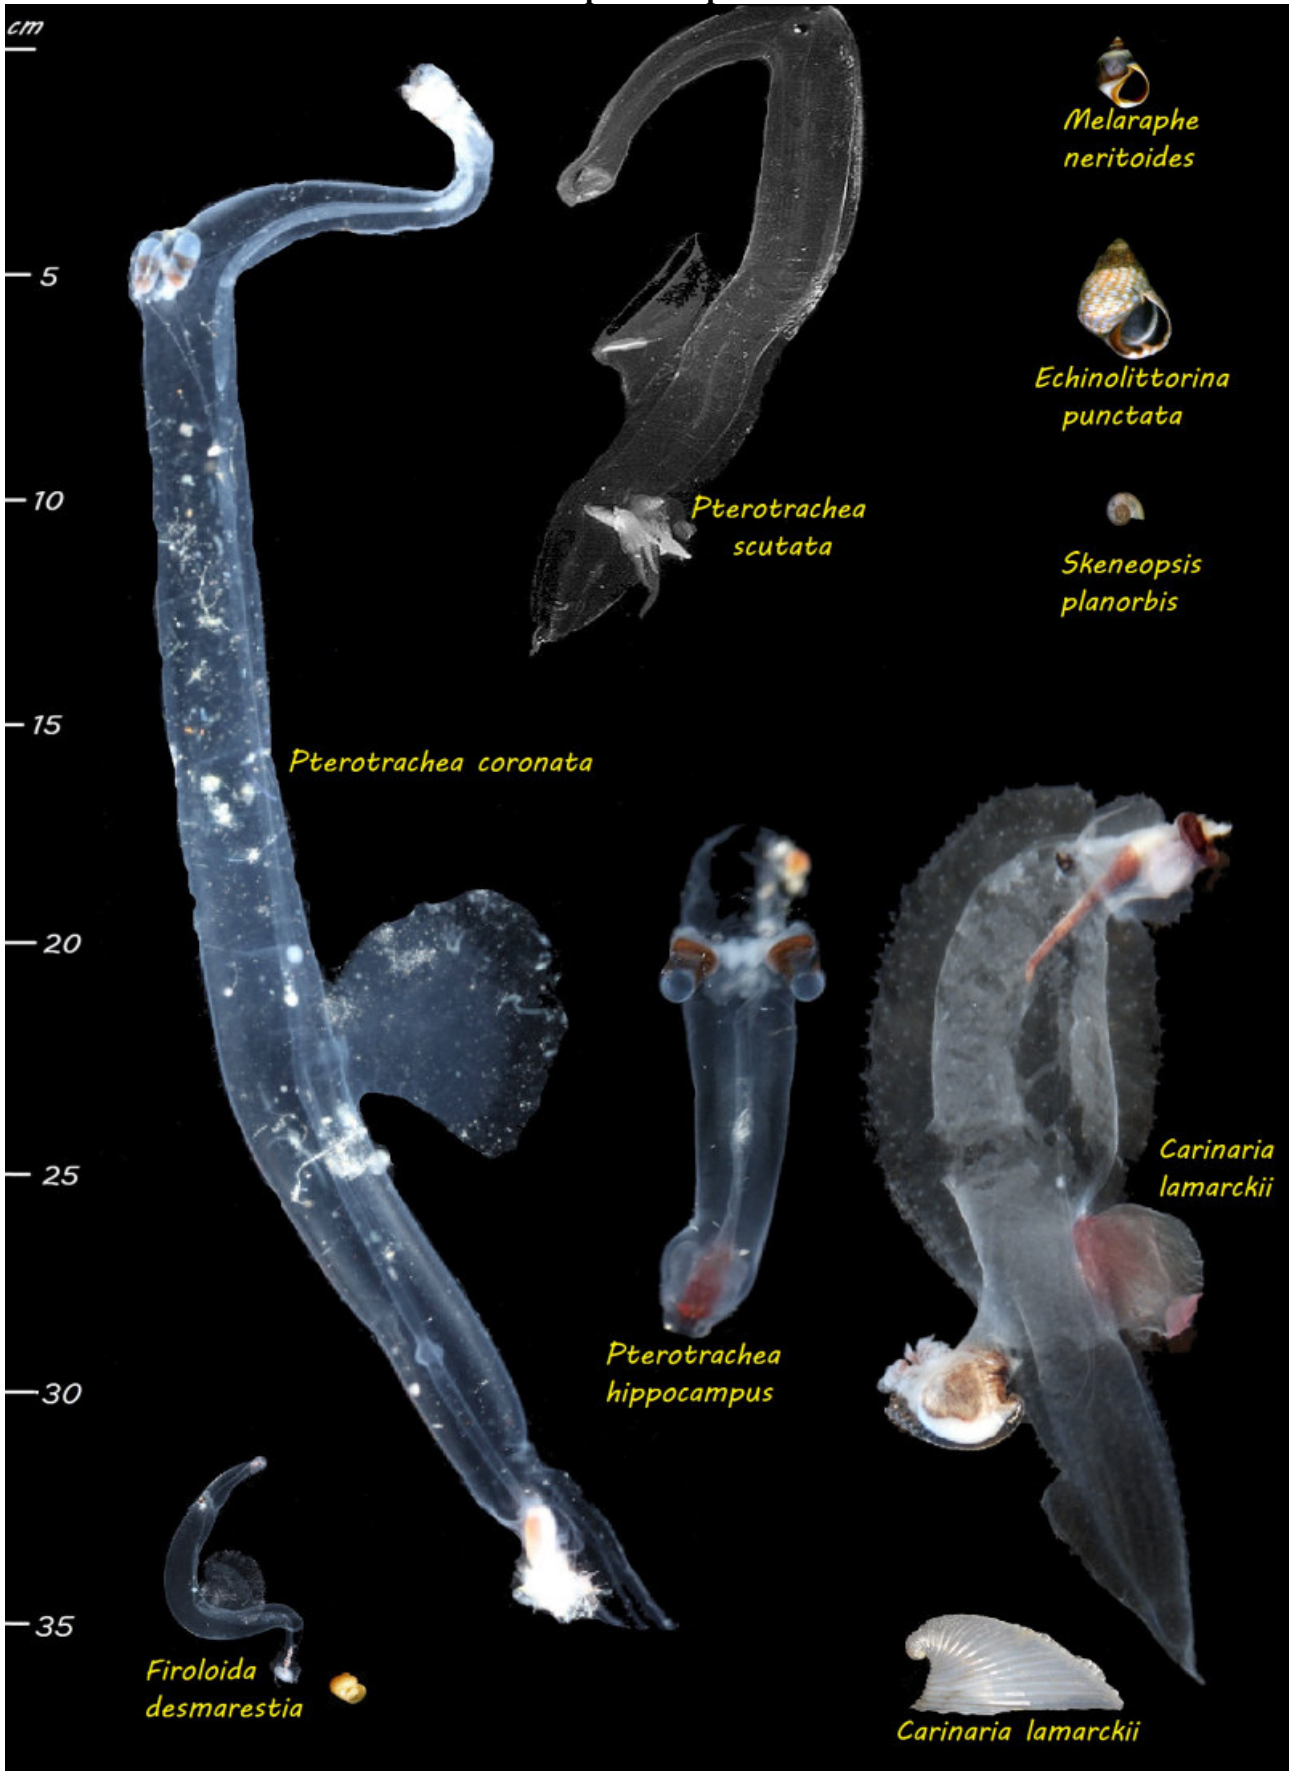 cm
5
10
15
20
25
30
35
Melaraphe
neritoides
Echinolittorina
punctata
Pterotrachea
scutata
Skeneopsis
planorbis
Pterotrachea coronata
Carinaria
lamarckii
Pterotrachea
hippocampus
Firoloida
desmarestia
Carinaria lamarckii